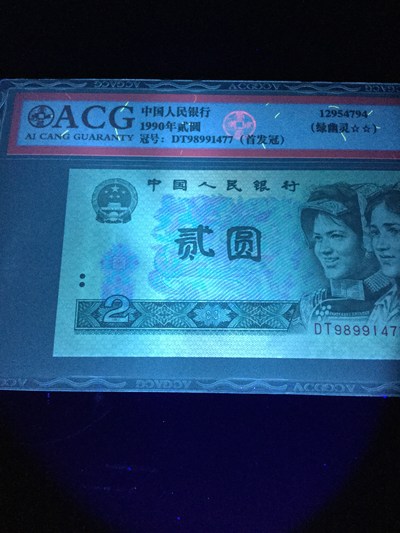 ACG
AI CANG GUARANTY
中国人民银行
1990年贰圆
冠号: DT98991477 (首发冠)
12954794
(绿幽灵☆☆)
中国人民银行
贰圆
2
DT9899147